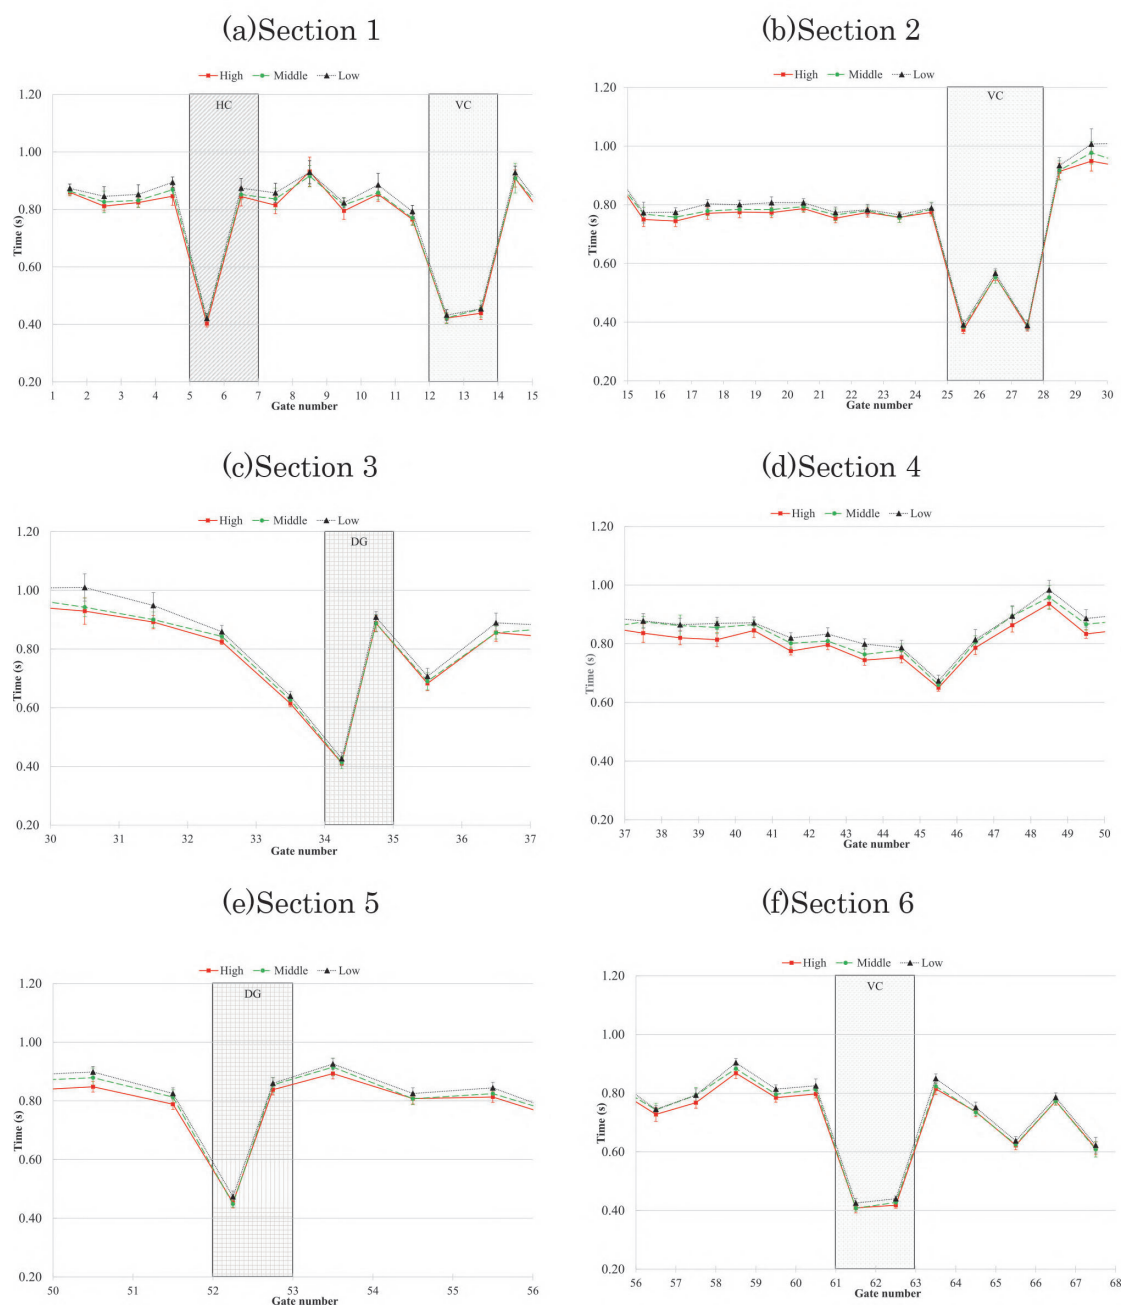 (a)Section 1
High Middle Low
HC
VC
1.20
1.00
0.80
0.60
0.40
0.20
Time (s)
1 2 3 4 5 6 7 8 9 10 11 12 13 14 15
Gate number
(b)Section 2
High Middle Low
VC
1.20
1.00
0.80
0.60
0.40
0.20
Time (s)
15 16 17 18 19 20 21 22 23 24 25 26 27 28 29 30
Gate number
(c)Section 3
High Middle Low
DG
1.20
1.00
0.80
0.60
0.40
0.20
Time (s)
30 31 32 33 34 35 36 37
Gate number
(d)Section 4
High Middle Low
1.20
1.00
0.80
0.60
0.40
0.20
Time (s)
37 38 39 40 41 42 43 44 45 46 47 48 49 50
Gate number
(e)Section 5
High Middle Low
DG
1.20
1.00
0.80
0.60
0.40
0.20
Time (s)
50 51 52 53 54 55 56
Gate number
(f)Section 6
High Middle Low
VC
1.20
1.00
0.80
0.60
0.40
0.20
Time (s)
56 57 58 59 60 61 62 63 64 65 66 67 68
Gate number